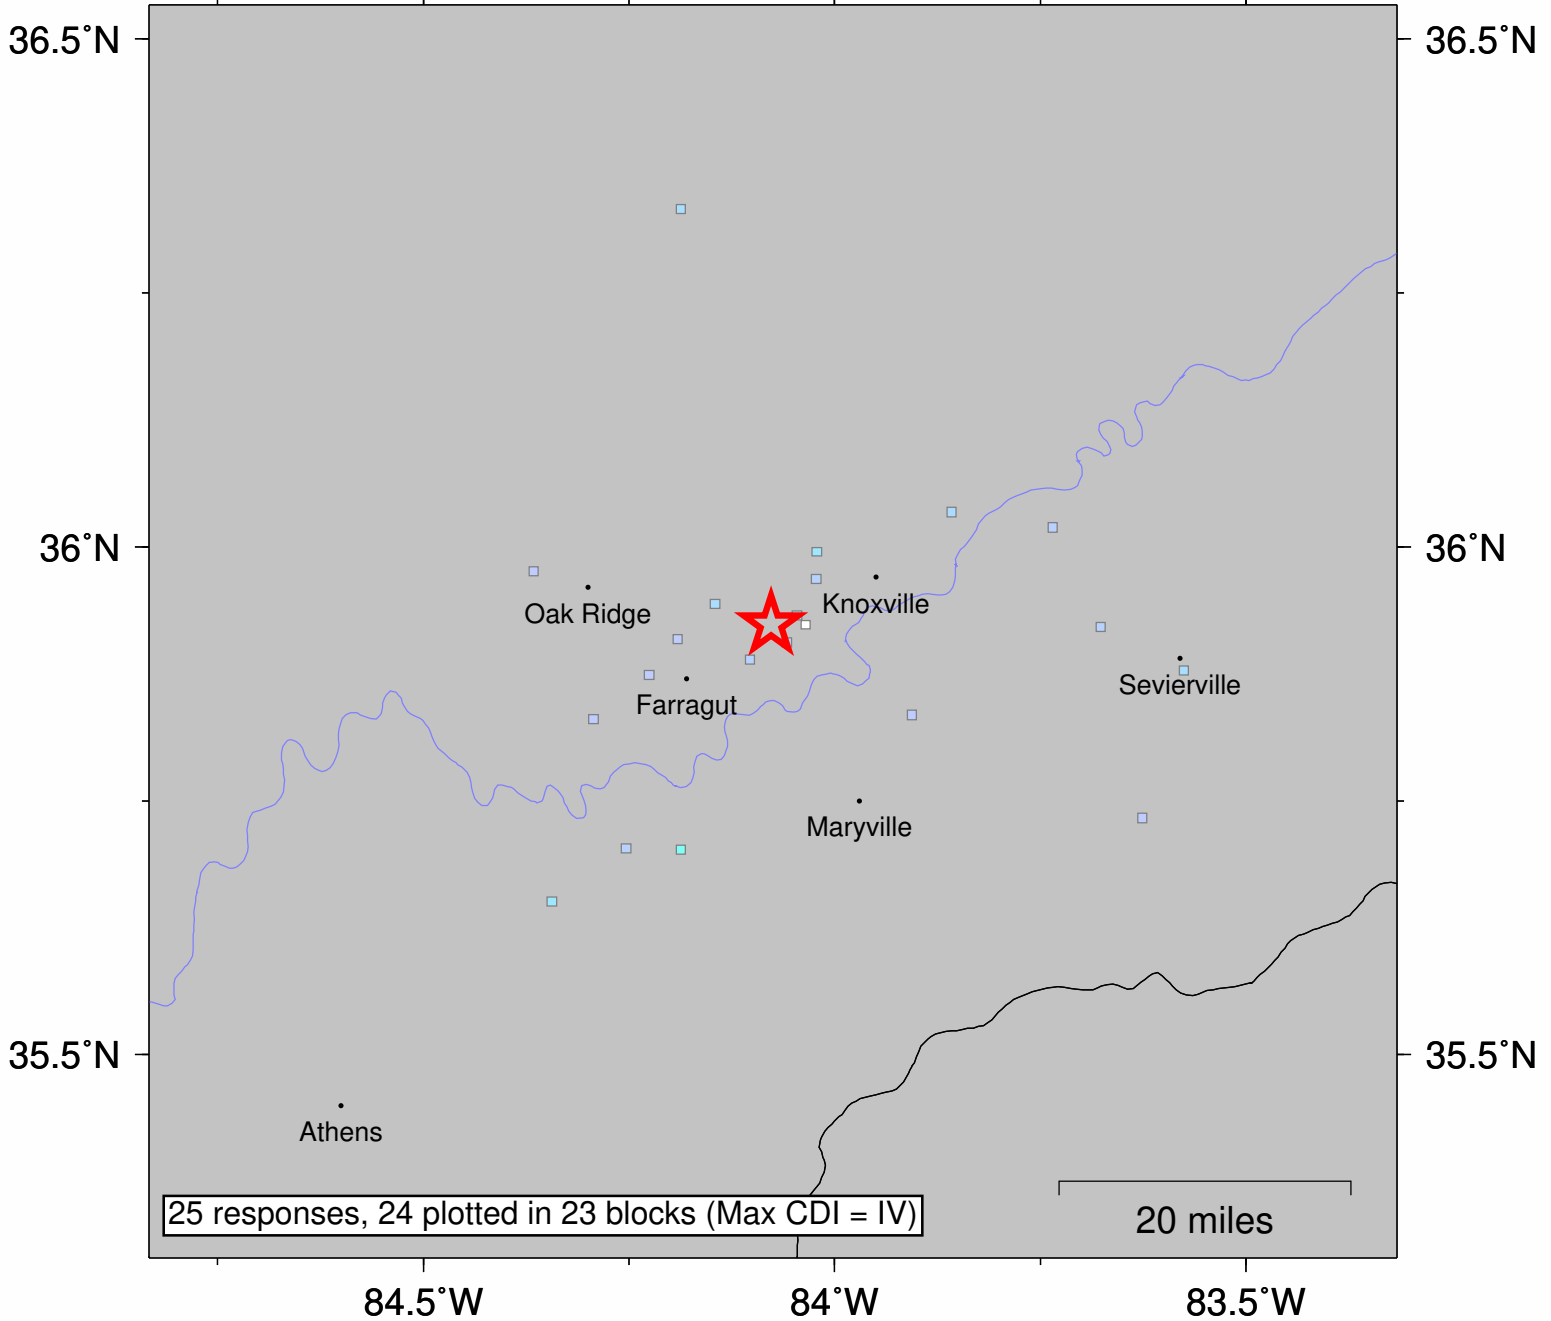 36.5°N
36.5°N
36°N
36°N
Oak Ridge
Knoxville
Sevierville
Farragut
Maryville
35.5°N
35.5°N
Athens
25 responses, 24 plotted in 23 blocks (Max CDI = IV)
20 miles
84.5°W
84°W
83.5°W